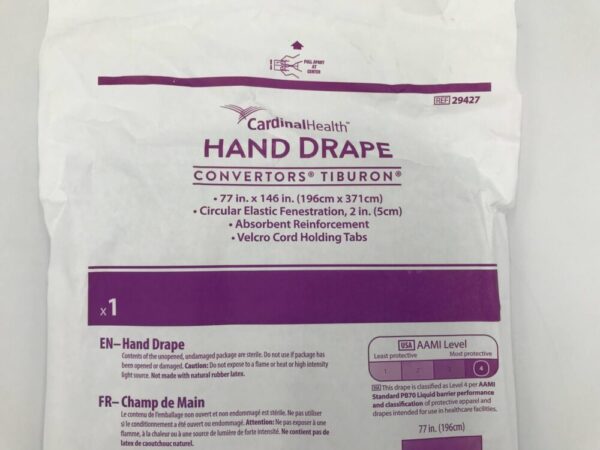 PULL APART
AT
CENTER
REF 29427
CardinalHealth™
HAND DRAPE
CONVERTORS® TIBURON®
• 77 in. x 146 in. (196cm x 371cm)
• Circular Elastic Fenestration, 2 in. (5cm)
• Absorbent Reinforcement
• Velcro Cord Holding Tabs
x 1
EN–Hand Drape
Contents of the unopened, undamaged package are sterile. Do not use if package has
been opened or damaged. Caution: Do not expose to a flame or heat or high intensity
light source. Not made with natural rubber latex.
USA AAMI Level
Least protective Most protective
1 2 3 4
USA This drape is classified as Level 4 per AAMI
Standard PB70 Liquid barrier performance
and classification of protective apparel and
drapes intended for use in healthcare facilities.
FR–Champ de Main
Le contenu de l'emballage non ouvert et non endommagé est stérile. Ne pas utiliser
si le conditionnement a été ouvert ou endommagé. Attention: Ne pas exposer à une
flamme, à la chaleur ou à une source de lumière de forte intensité. Ne contient pas de
latex de caoutchouc naturel.
77 in. (196cm)